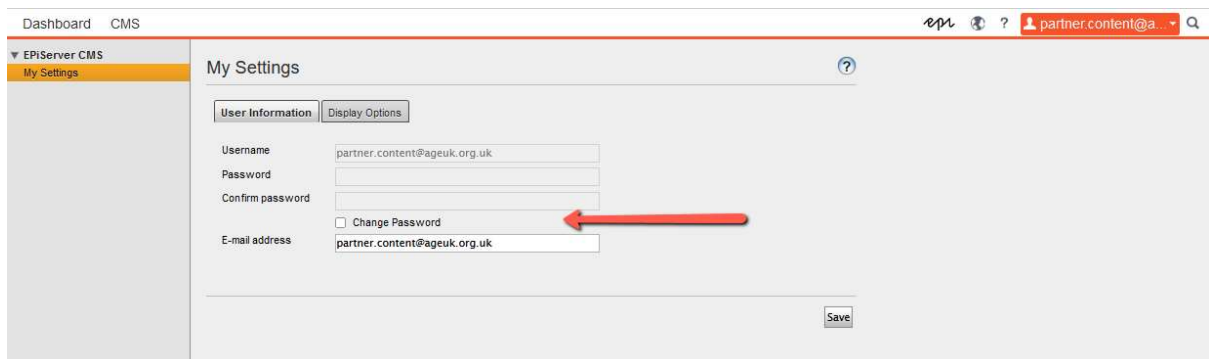 Dashboard CMS
epi ? partner.content@a...
EPiServer CMS
My Settings
My Settings
?
User Information Display Options
Username partner.content@ageuk.org.uk
Password
Confirm password
Change Password
E-mail address partner.content@ageuk.org.uk
Save